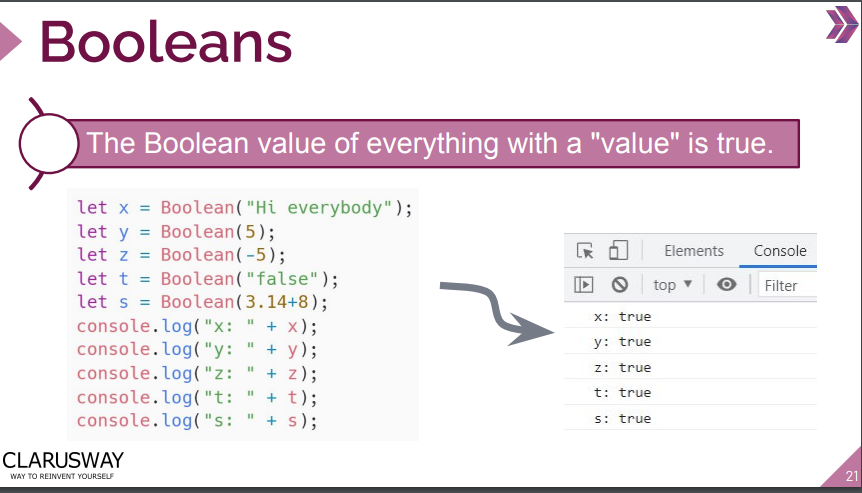 Booleans
The Boolean value of everything with a "value" is true.
let x = Boolean("Hi everybody");
let y = Boolean(5);
let z = Boolean(-5);
let t = Boolean("false");
let s = Boolean(3.14+8);
console.log("x: " + x);
console.log("y: " + y);
console.log("z: " + z);
console.log("t: " + t);
console.log("s: " + s);
Elements Console
top ▼ Filter
x: true
y: true
z: true
t: true
s: true
CLARUSWAY
WAY TO REINVENT YOURSELF
21